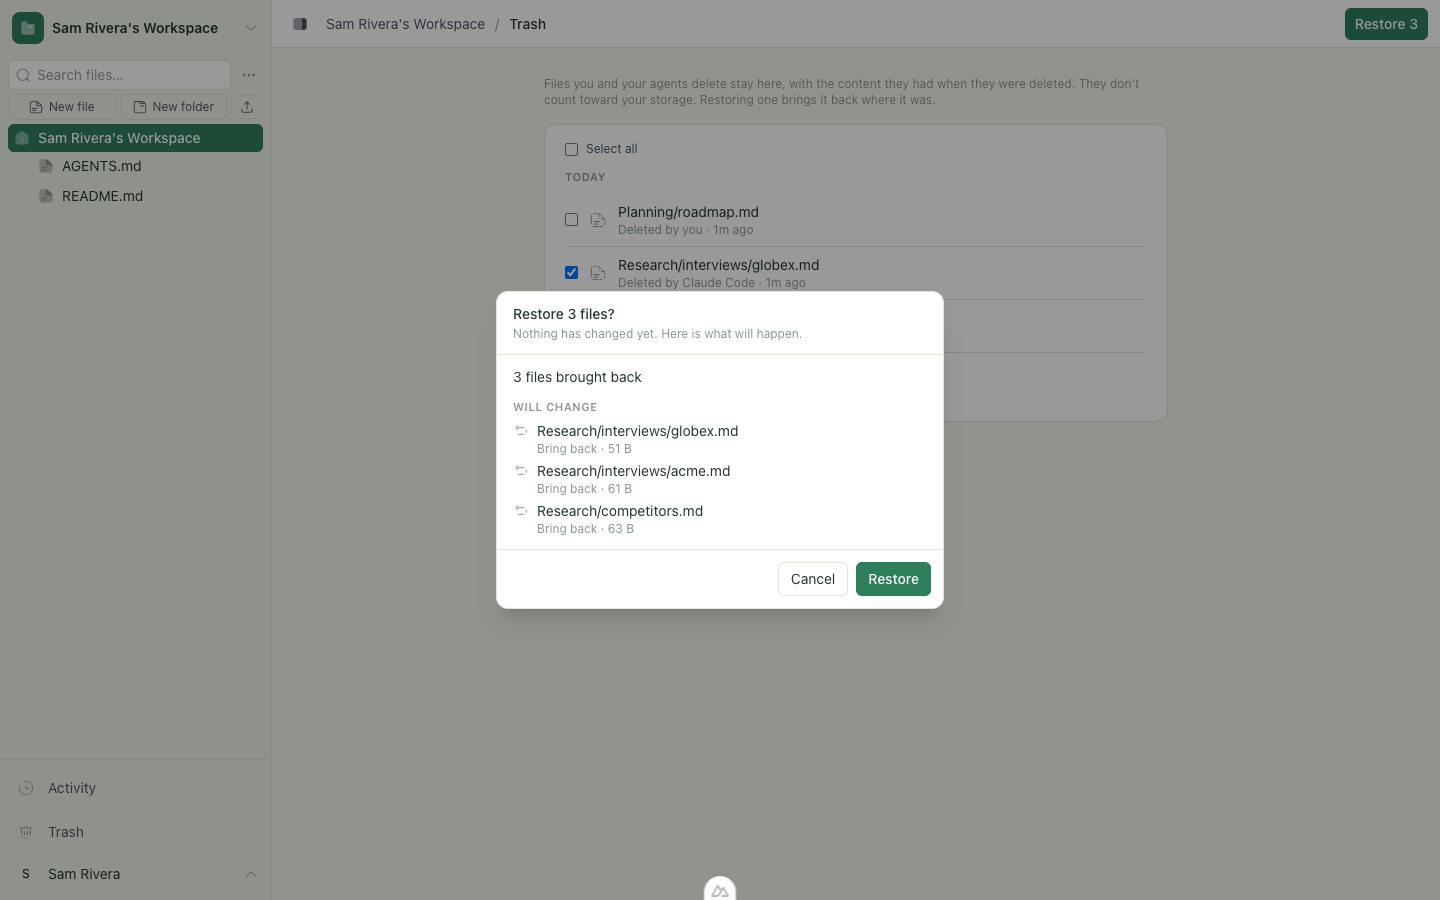 Sam Rivera's Workspace
Search files...
New file
New folder
Sam Rivera's Workspace
AGENTS.md
README.md
Activity
Trash
S
Sam Rivera
Sam Rivera's Workspace / Trash
Restore 3
Files you and your agents delete stay here, with the content they had when they were deleted. They don't
count toward your storage. Restoring one brings it back where it was.
Select all
TODAY
Planning/roadmap.md
Deleted by you · 1m ago
Research/interviews/globex.md
Deleted by Claude Code · 1m ago
Restore 3 files?
Nothing has changed yet. Here is what will happen.
3 files brought back
WILL CHANGE
Research/interviews/globex.md
Bring back · 51 B
Research/interviews/acme.md
Bring back · 61 B
Research/competitors.md
Bring back · 63 B
Cancel
Restore